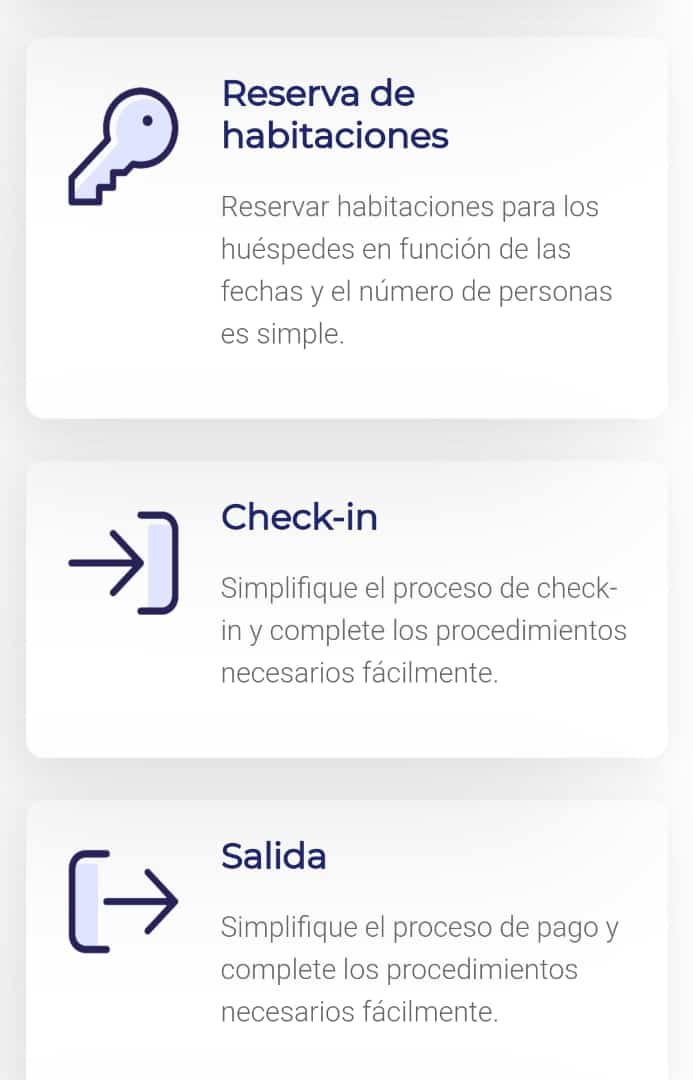 Reserva de
habitaciones
Reservar habitaciones para los
huéspedes en función de las
fechas y el número de personas
es simple.
Check-in
Simplifique el proceso de check-
in y complete los procedimientos
necesarios fácilmente.
Salida
Simplifique el proceso de pago y
complete los procedimientos
necesarios fácilmente.